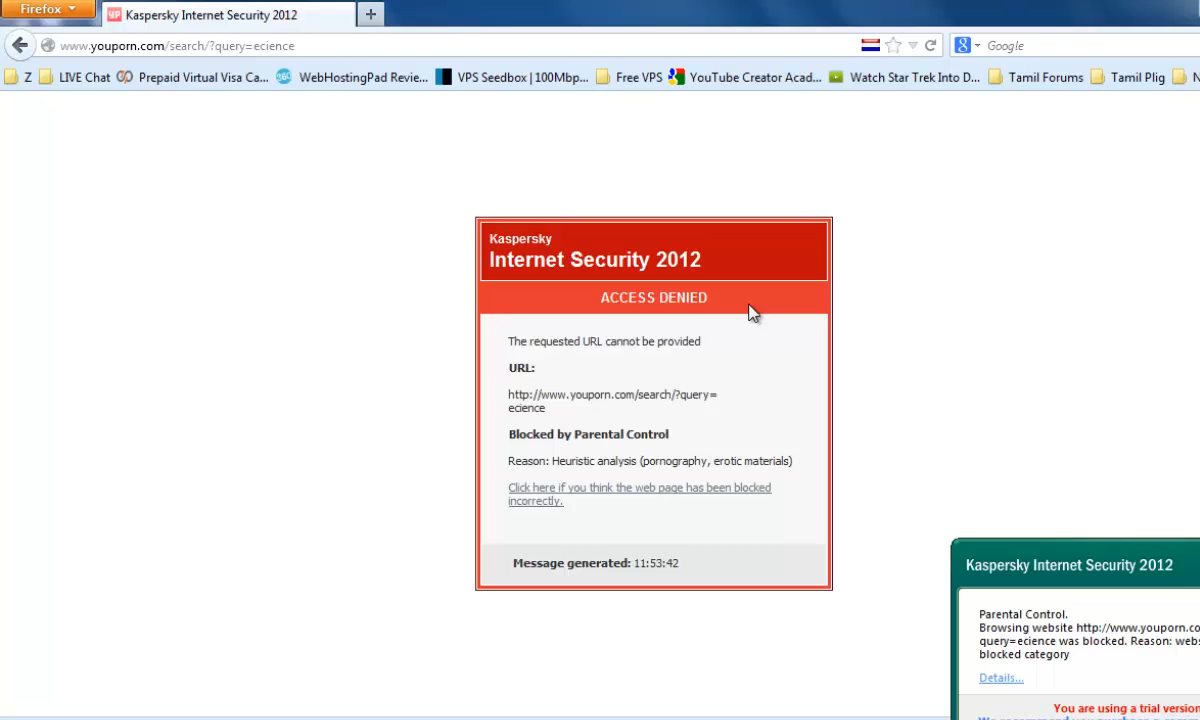 Firefox
Kaspersky Internet Security 2012
www.youporn.com/search/?query=ecience
Google
Z LIVE Chat Prepaid Virtual Visa Ca... WebHostingPad Revie... VPS Seedbox | 100Mbp... Free VPS YouTube Creator Acad... Watch Star Trek Into D... Tamil Forums Tamil Plig
Kaspersky
Internet Security 2012
ACCESS DENIED
The requested URL cannot be provided
URL:
http://www.youporn.com/search/?query=
ecience
Blocked by Parental Control
Reason: Heuristic analysis (pornography, erotic materials)
Click here if you think the web page has been blocked
incorrectly.
Message generated: 11:53:42
Kaspersky Internet Security 2012
Parental Control.
Browsing website http://www.youporn.co
query=ecience was blocked. Reason: webs
blocked category
Details...
You are using a trial version